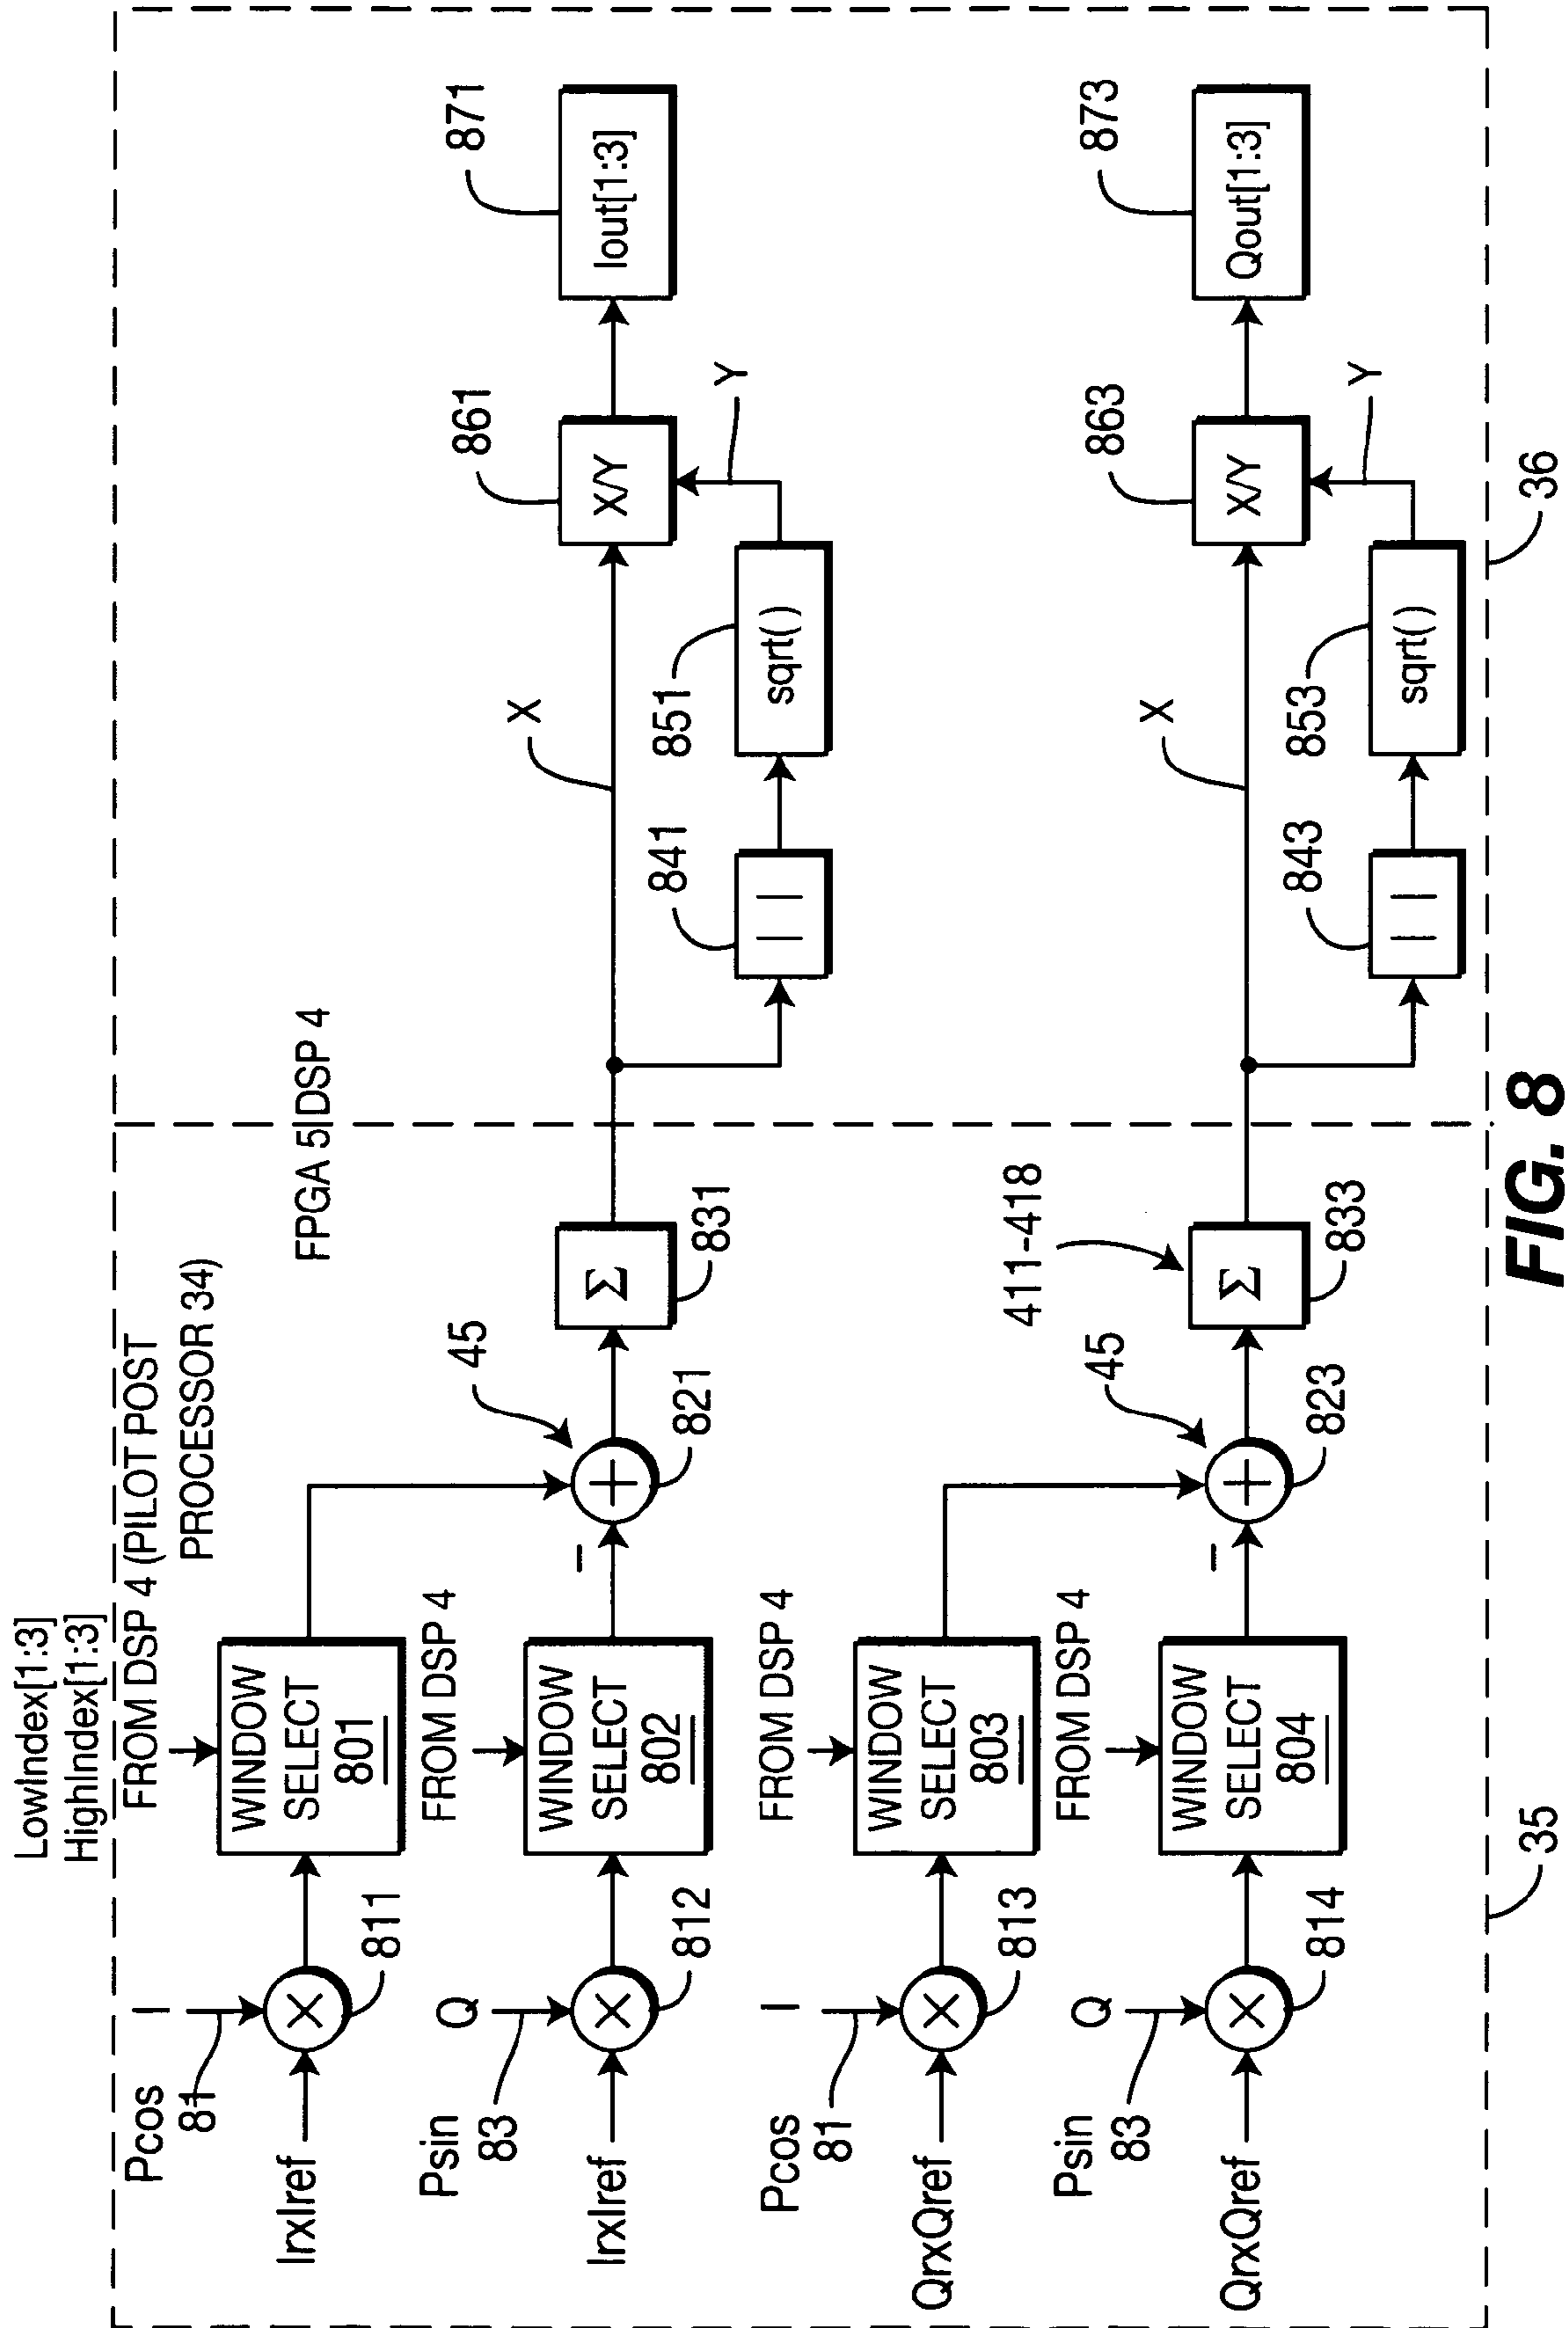 LowIndex[1:3]
HighIndex[1:3]
FROM DSP 4 (PILOT POST
PROCESSOR 34)
FPGA 5 DSP 4
Pcos
I
81
IrxIref
X
811
WINDOW
SELECT
801
Psin
Q
83
IrxIref
X
812
FROM DSP 4
WINDOW
SELECT
802
−
45
+
821
Σ
831
X
841
| |
851
sqrt( )
Y
861
X/Y
871
Iout[1:3]
Pcos
I
81
QrxQref
X
813
FROM DSP 4
WINDOW
SELECT
803
Psin
Q
83
QrxQref
X
814
FROM DSP 4
WINDOW
SELECT
804
−
45
+
823
411-418
Σ
833
X
843
| |
853
sqrt( )
Y
863
X/Y
873
Qout[1:3]
35
36
FIG. 8